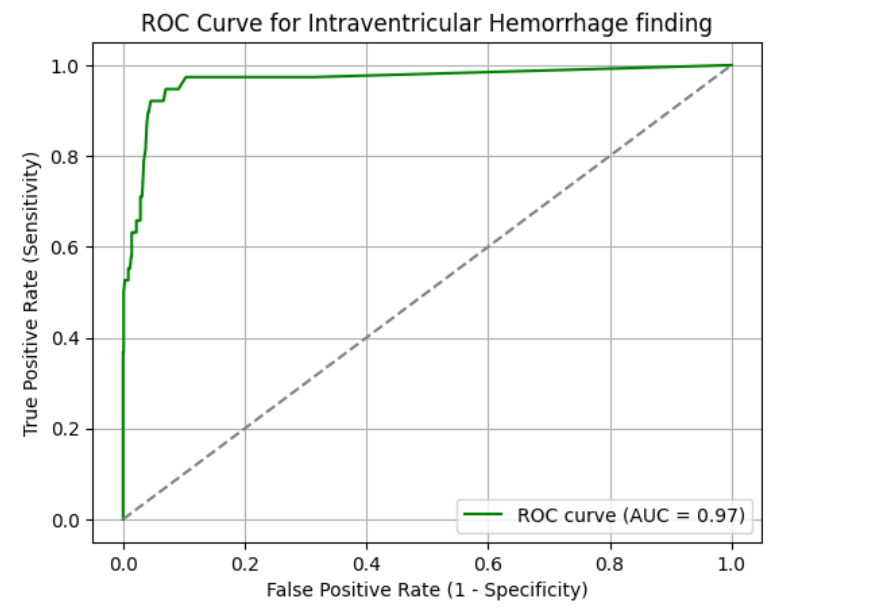 ROC Curve for Intraventricular Hemorrhage finding
True Positive Rate (Sensitivity)
1.0
0.8
0.6
0.4
0.2
0.0
ROC curve (AUC = 0.97)
0.0 0.2 0.4 0.6 0.8 1.0
False Positive Rate (1 - Specificity)